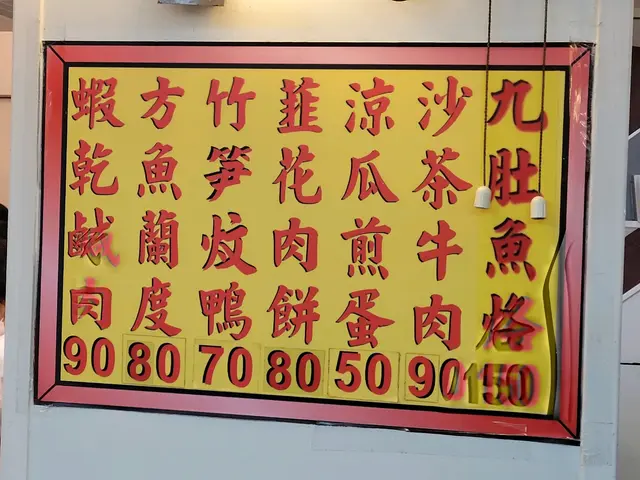 九肚魚烙
150
沙茶牛肉
90
涼瓜煎蛋
50
韮花肉餅
80
竹笋炆鴨
70
方魚蘭度
80
蝦乾鹹肉
90